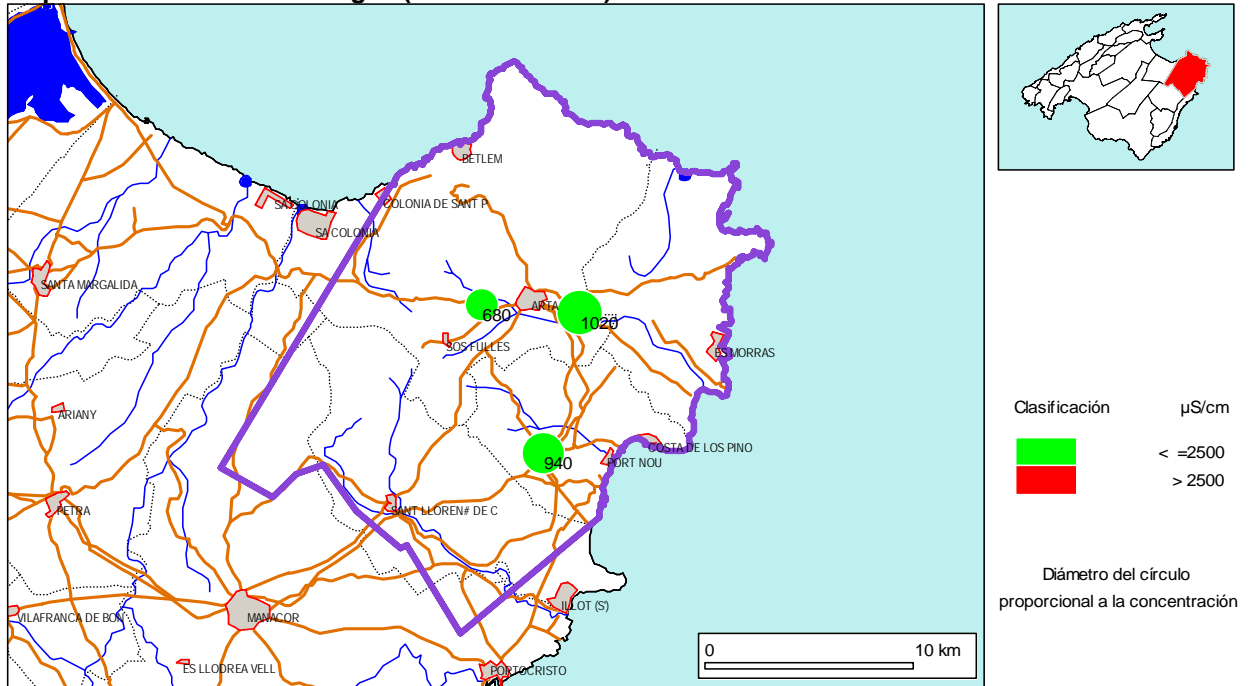 BETLEM
COLONIA DE SANT P
SA COLONIA
SA COLONIA
SANTA MARGALIDA
ARTA
680
1020
SOS FULLES
ES MORRAS
ARIANY
COSTA DE LOS PINO
940
PORT NOU
PETRA
SANT LLOREN# DE C
ILLOT (S')
VILAFRANCA DE BON
MANACOR
ES LLODREA VELL
PORTOCRISTO
0
10 km
Clasificación µS/cm
< =2500
> 2500
Diámetro del círculo
proporcional a la concentración